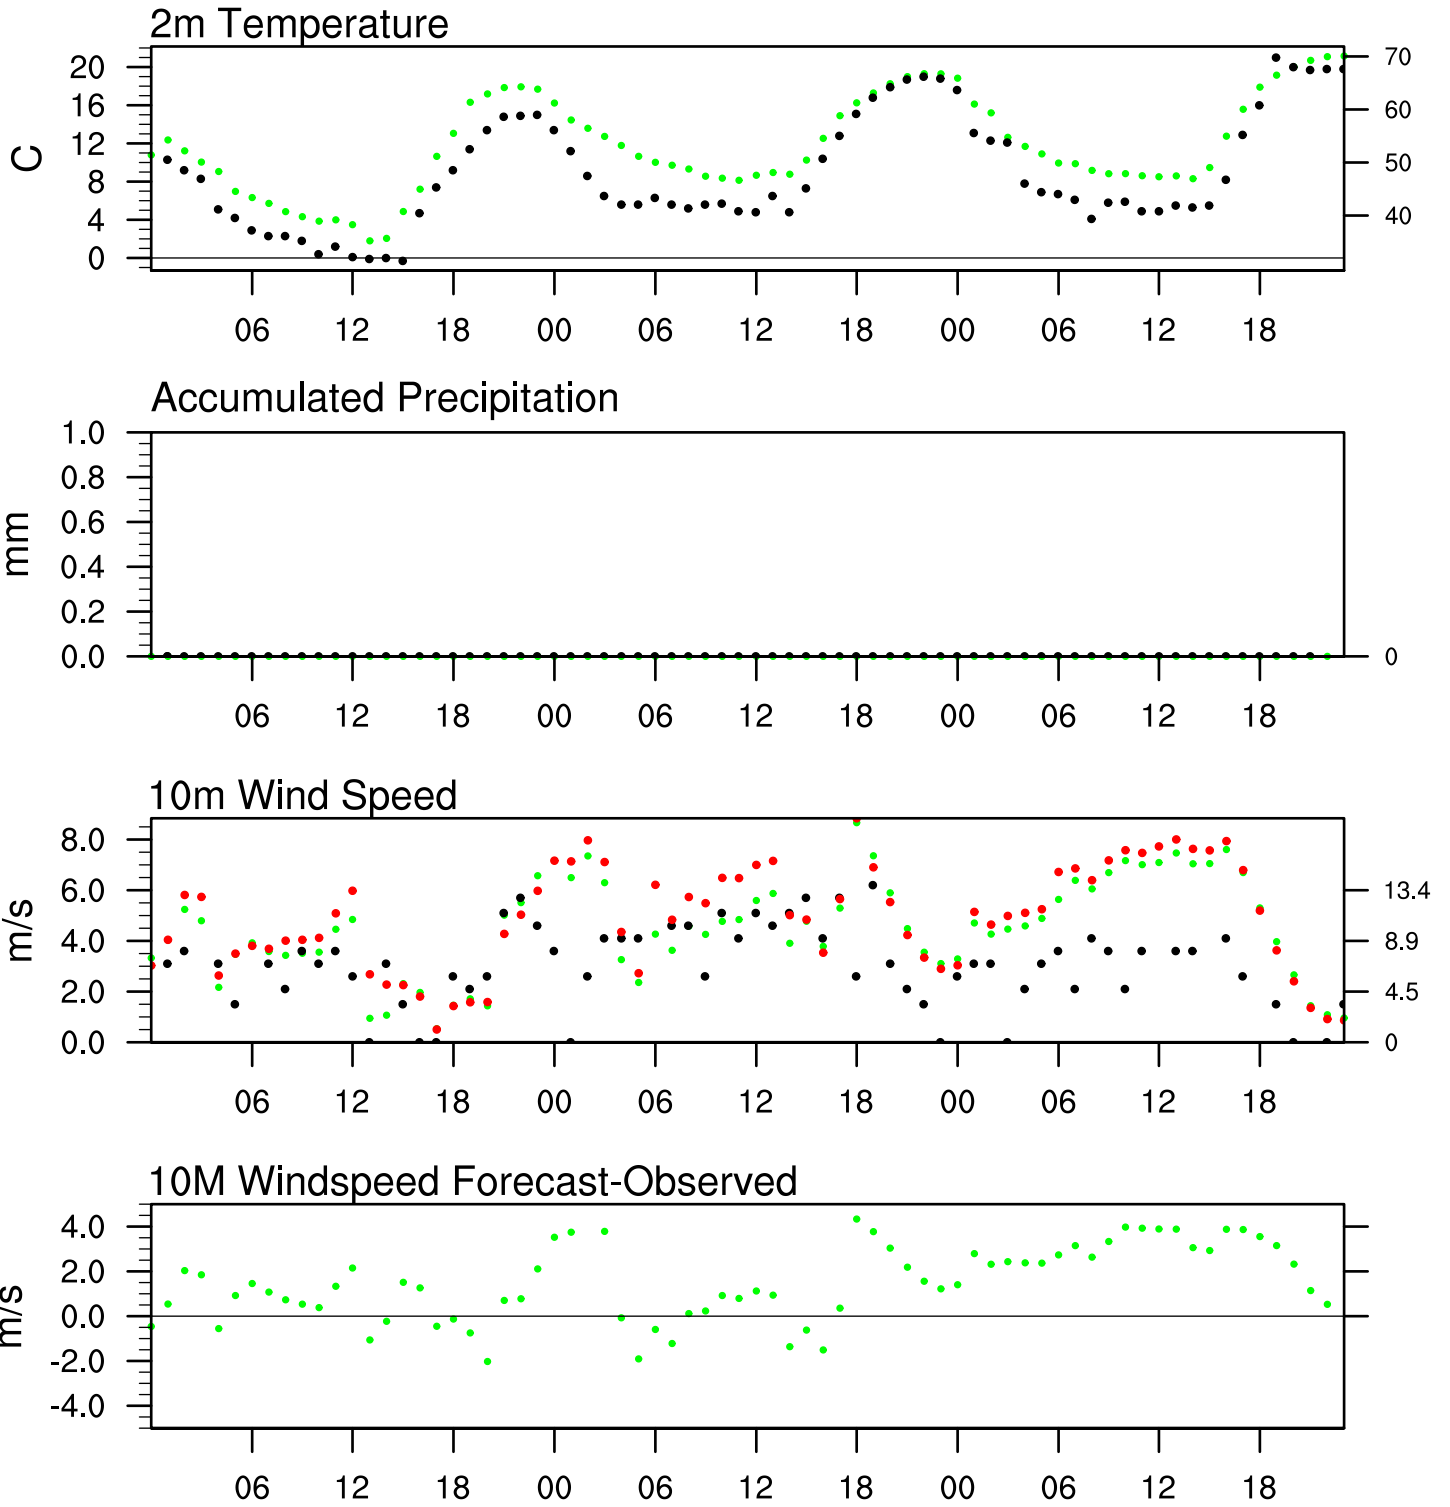 2m Temperature
20
16
12
8
4
0
C
70
60
50
40
06 12 18 00 06 12 18 00 06 12 18
Accumulated Precipitation
1.0
0.8
0.6
0.4
0.2
0.0
mm
0
06 12 18 00 06 12 18 00 06 12 18
10m Wind Speed
8.0
6.0
4.0
2.0
0.0
m/s
13.4
8.9
4.5
0
06 12 18 00 06 12 18 00 06 12 18
10M Windspeed Forecast-Observed
4.0
2.0
0.0
-2.0
-4.0
m/s
06 12 18 00 06 12 18 00 06 12 18